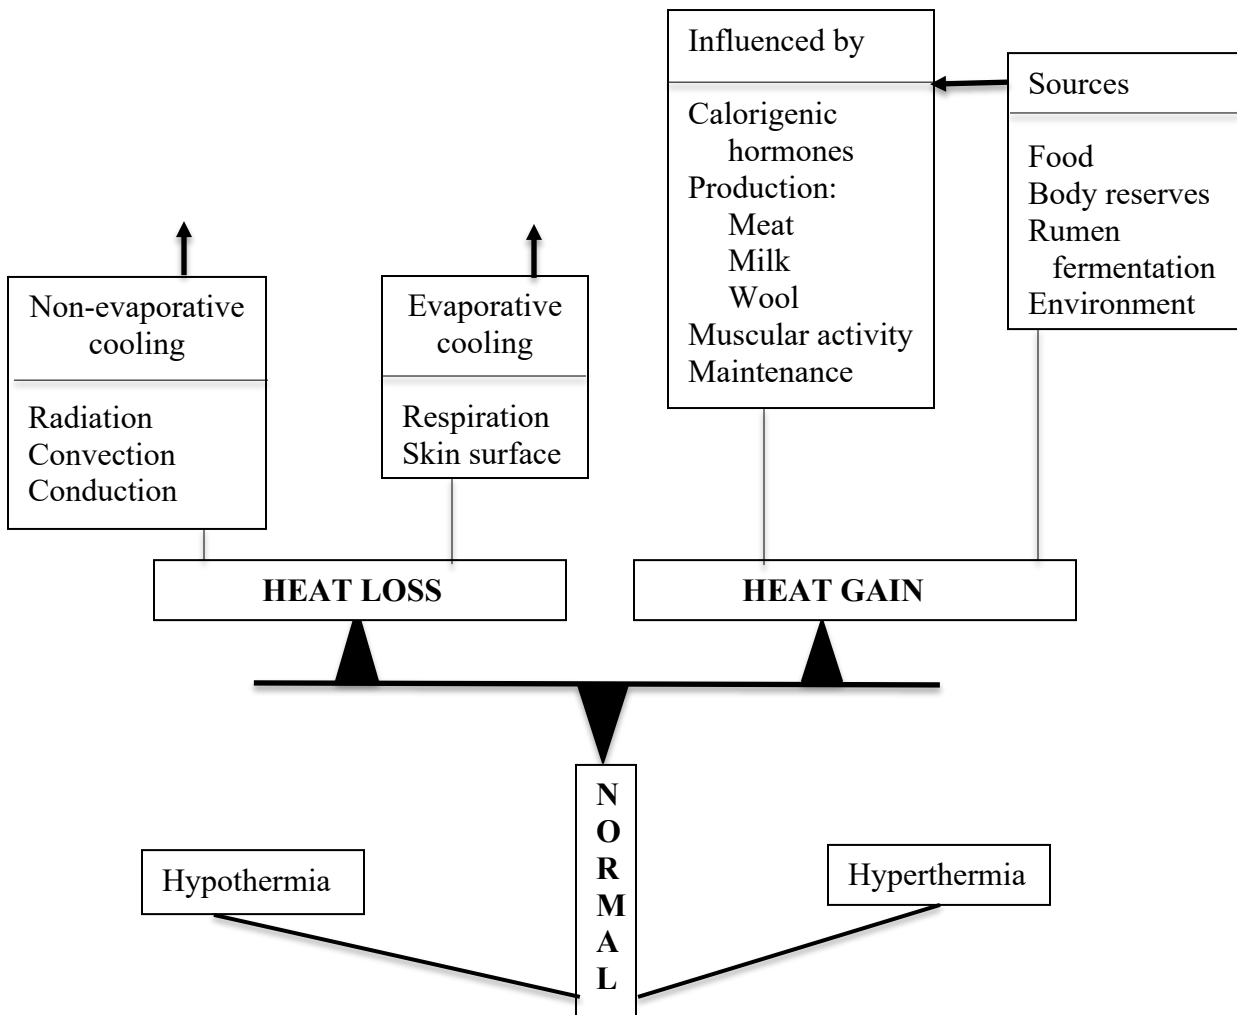 Influenced by
Calorigenic
hormones
Production:
Meat
Milk
Wool
Muscular activity
Maintenance
Sources
Food
Body reserves
Rumen
fermentation
Environment
Non-evaporative
cooling
Radiation
Convection
Conduction
Evaporative
cooling
Respiration
Skin surface
HEAT LOSS
HEAT GAIN
N
O
R
M
A
L
Hypothermia
Hyperthermia